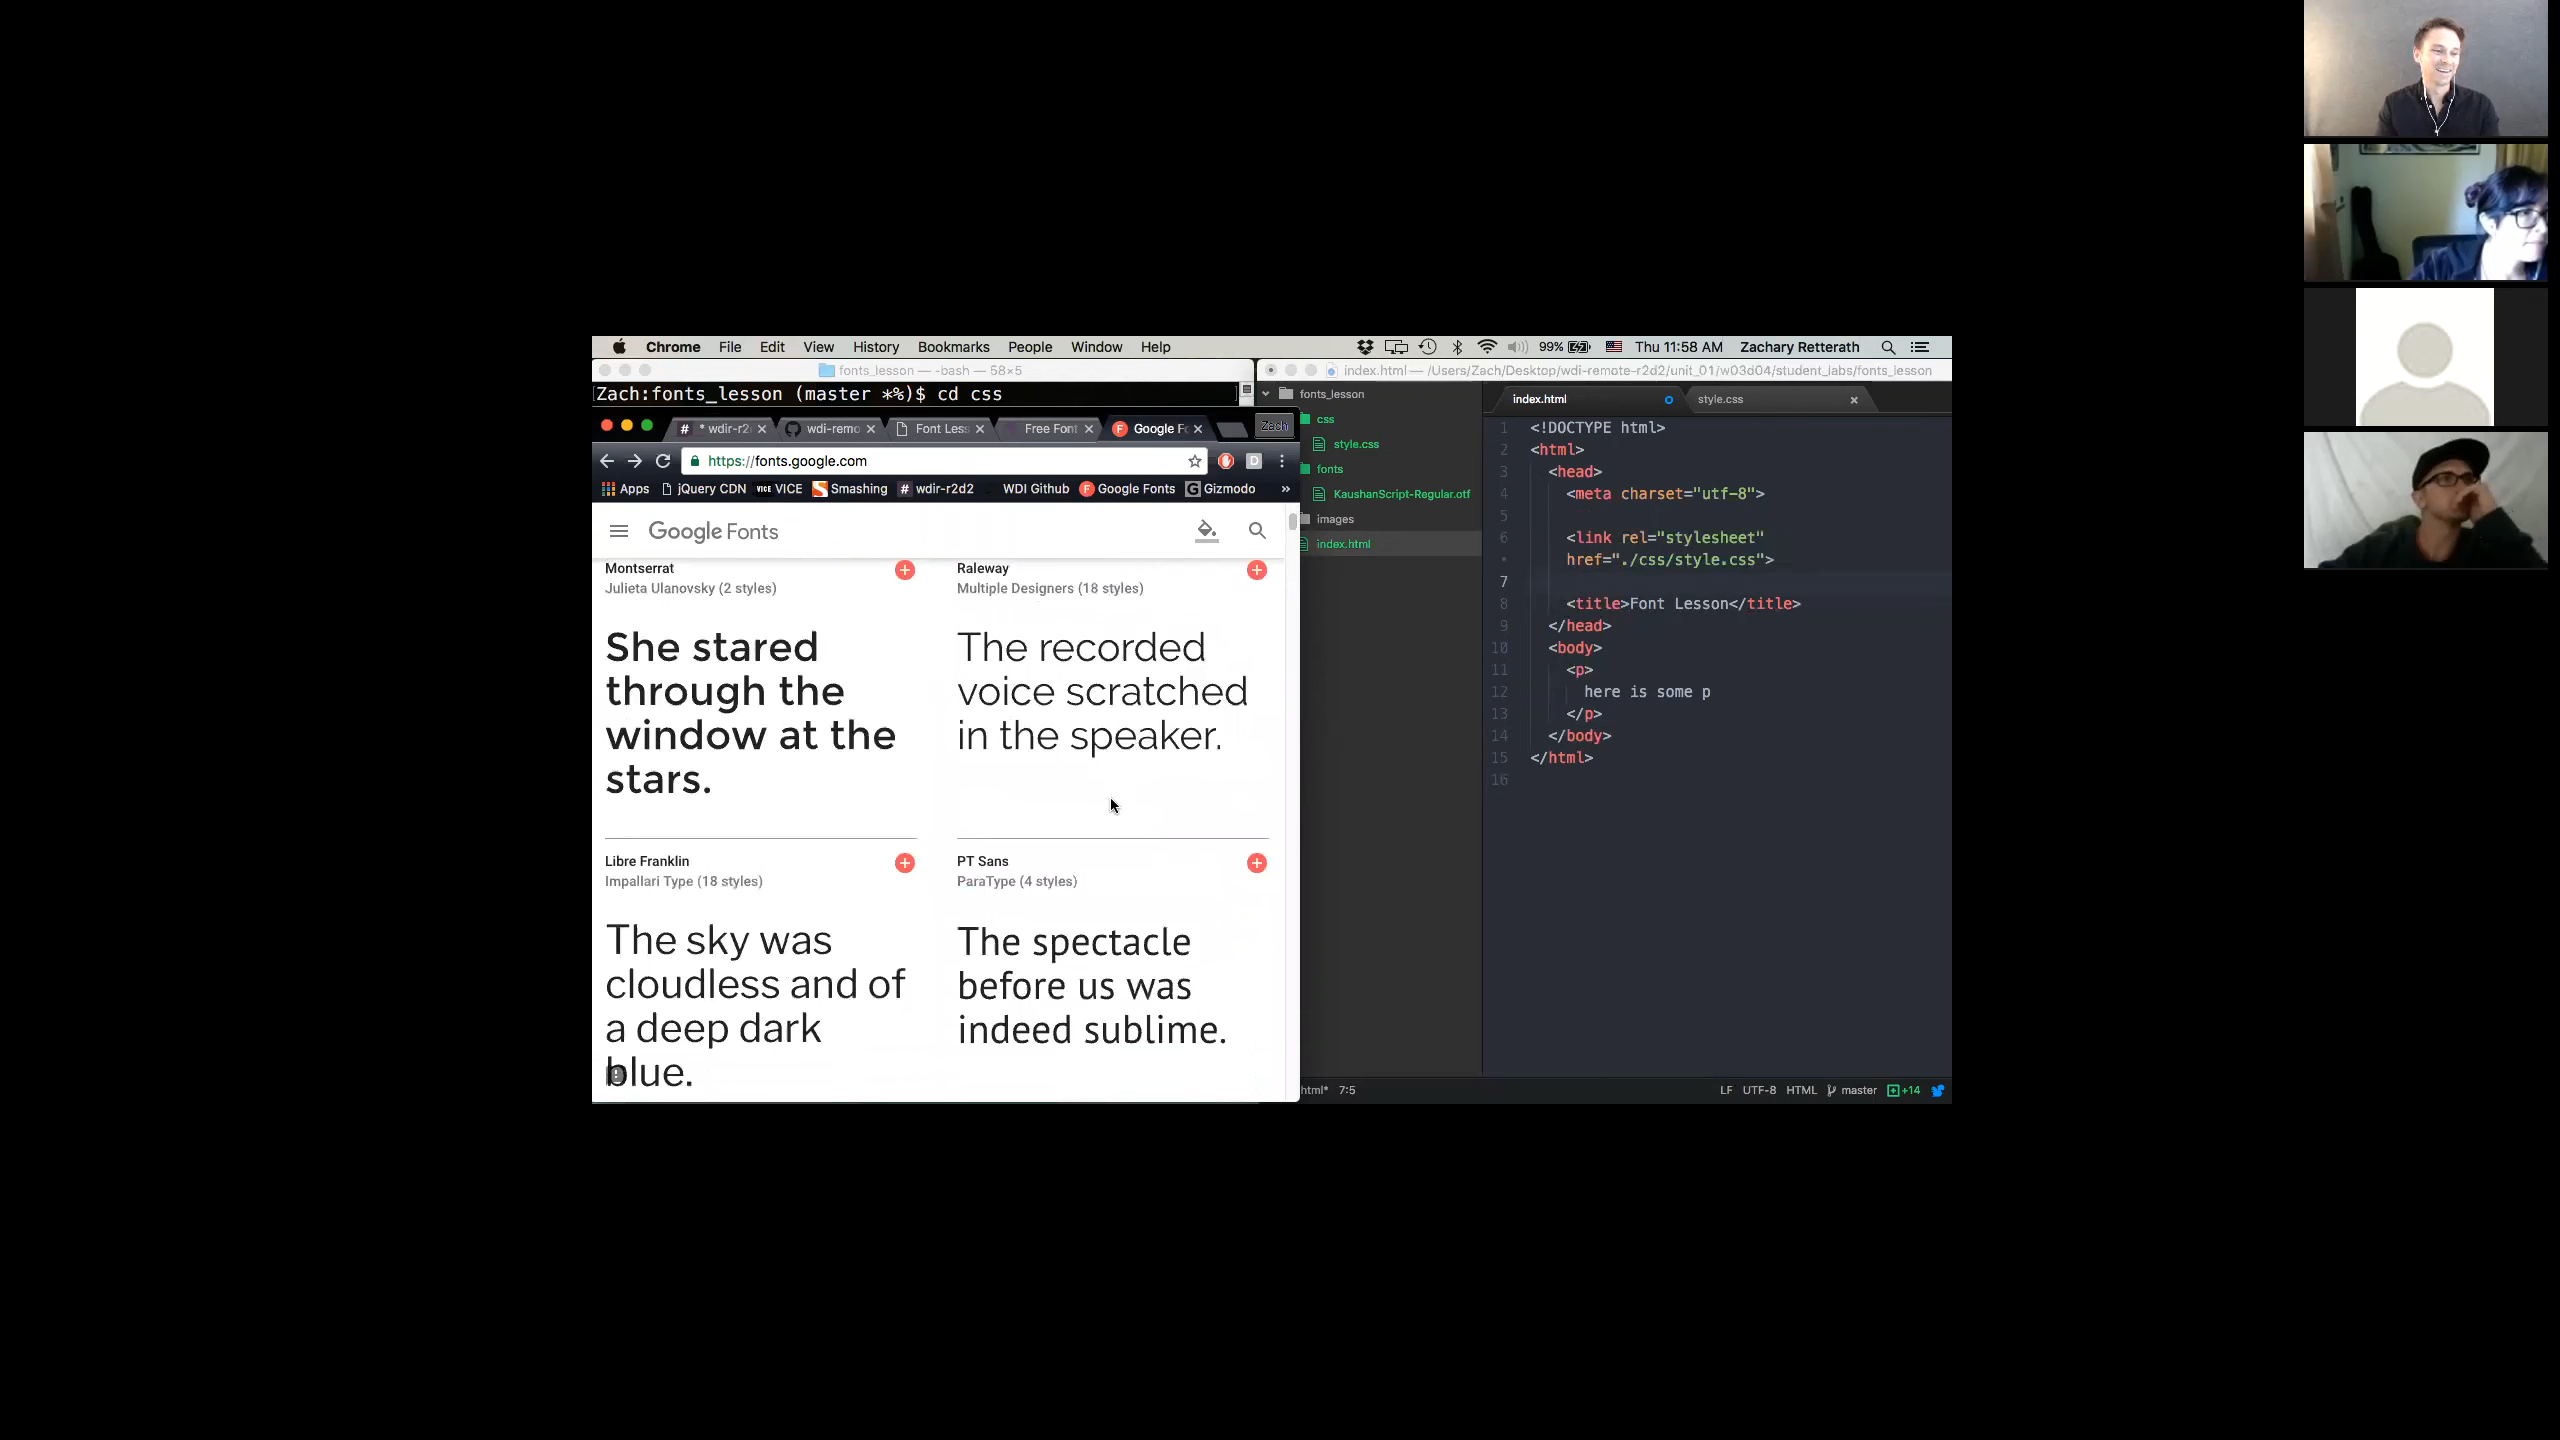 Chrome File Edit View History Bookmarks People Window Help 99% Thu 11:58 AM Zachary Retterath
fonts_lesson — -bash — 58×5
Zach:fonts_lesson (master *%)$ cd css
# * wdir-r2 wdi-remo Font Less Free Font Google Fo Zach
https://fonts.google.com
Apps jQuery CDN VICE VICE Smashing # wdir-r2d2 WDI Github Google Fonts Gizmodo »
Google Fonts
Montserrat
Julieta Ulanovsky (2 styles)
She stared
through the
window at the
stars.
Raleway
Multiple Designers (18 styles)
The recorded
voice scratched
in the speaker.
Libre Franklin
Impallari Type (18 styles)
The sky was
cloudless and of
a deep dark
blue.
PT Sans
ParaType (4 styles)
The spectacle
before us was
indeed sublime.
index.html — /Users/Zach/Desktop/wdi-remote-r2d2/unit_01/w03d04/student_labs/fonts_lesson
fonts_lesson
css
style.css
fonts
KaushanScript-Regular.otf
images
index.html
index.html style.css
1 <!DOCTYPE html>
2 <html>
3 <head>
4 <meta charset="utf-8">
5
6 <link rel="stylesheet"
• href="./css/style.css">
7
8 <title>Font Lesson</title>
9 </head>
10 <body>
11 <p>
12 here is some p
13 </p>
14 </body>
15 </html>
16
html* 7:5 LF UTF-8 HTML master +14